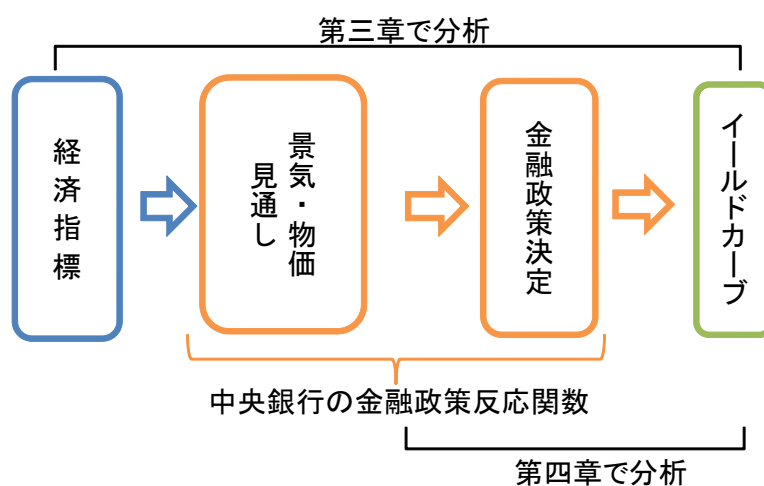 第三章で分析
経済指標
景気・物価
見通し
金融政策決定
イールドカーブ
中央銀行の金融政策反応関数
第四章で分析